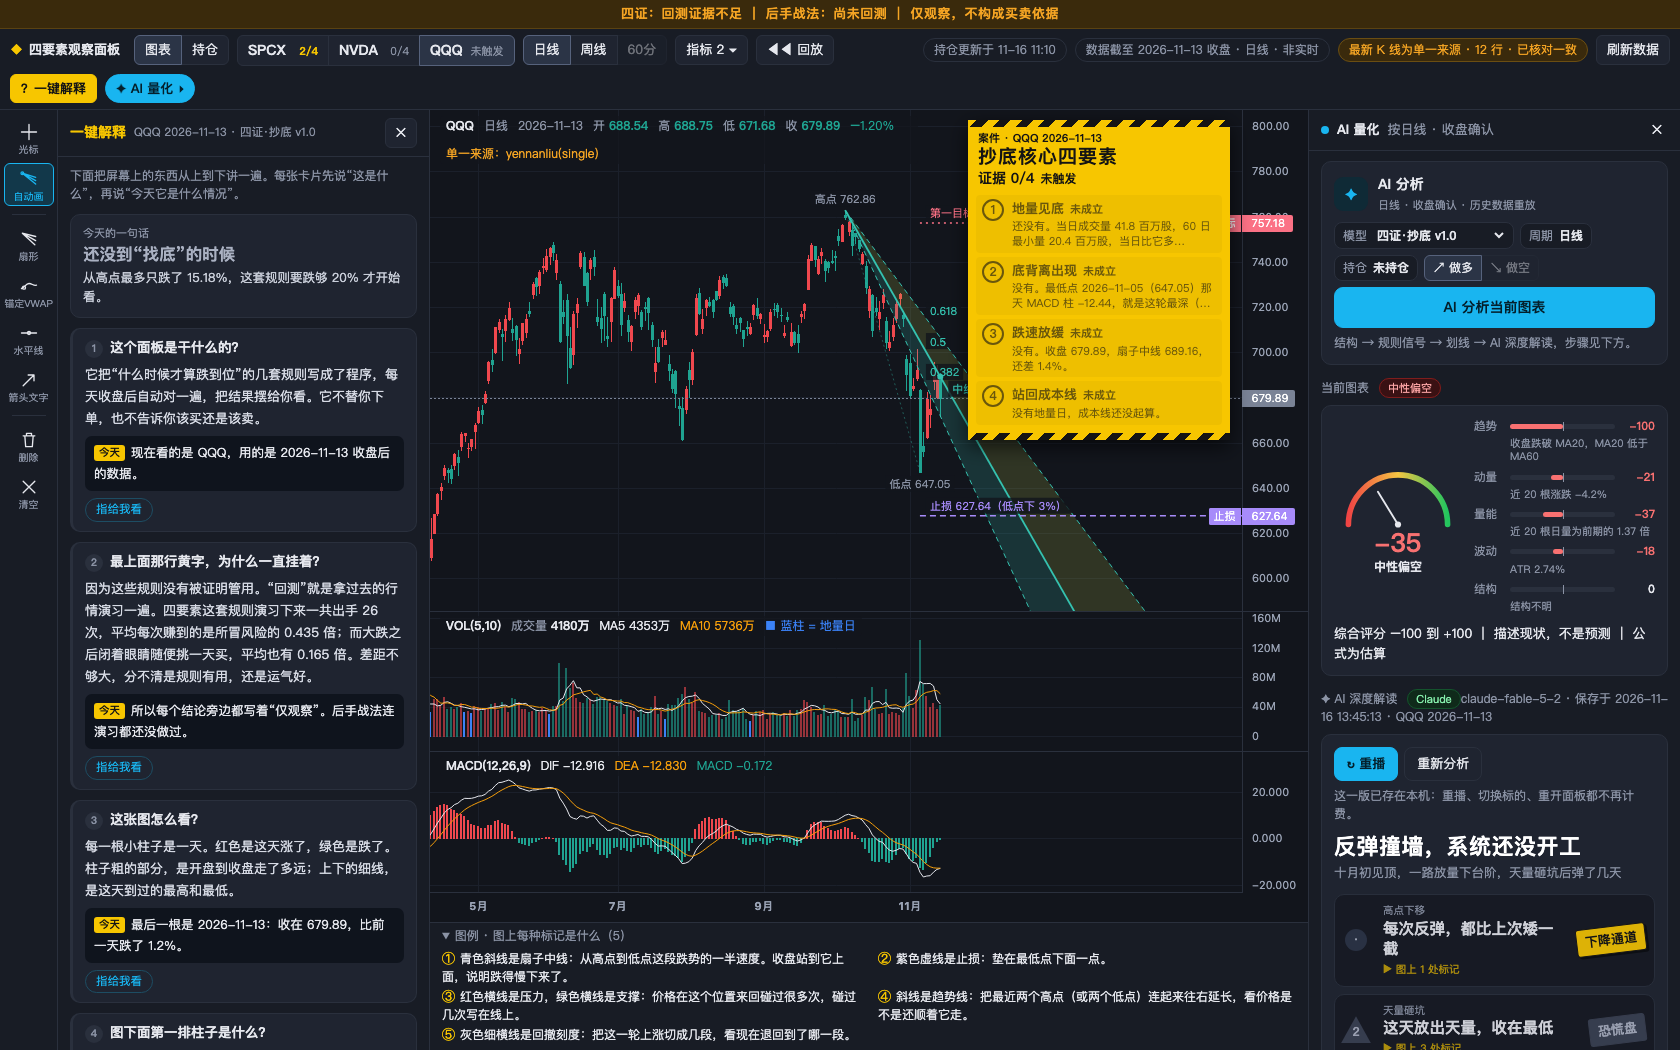 四证：回测证据不足 | 后手战法：尚未回测 | 仅观察，不构成买卖依据
四要素观察面板 图表 持仓 SPCX 2/4 NVDA 0/4 QQQ 未触发 日线 周线 60分 指标 2 回放 持仓更新于 11-16 11:10 数据截至 2026-11-13 收盘 · 日线 · 非实时 最新 K 线为单一来源 · 12 行 · 已核对一致 刷新数据
? 一键解释 AI 量化
光标
自动画
扇形
锚定VWAP
水平线
箭头文字
删除
清空
一键解释 QQQ 2026-11-13 · 四证·抄底 v1.0
下面把屏幕上的东西从上到下讲一遍。每张卡片先说“这是什
么”，再说“今天它是什么情况”。
今天的一句话
还没到“找底”的时候
从高点最多只跌了 15.18%，这套规则要跌够 20% 才开始
看。
1 这个面板是干什么的?
它把“什么时候才算跌到位”的几套规则写成了程序，每
天收盘后自动对一遍，把结果摆给你看。它不替你下
单，也不告诉你该买还是该卖。
今天 现在看的是 QQQ，用的是 2026-11-13 收盘后
的数据。
指给我看
2 最上面那行黄字，为什么一直挂着?
因为这些规则没有被证明管用。“回测”就是拿过去的行
情演习一遍。四要素这套规则演习下来一共出手 26
次，平均每次赚到的是所冒风险的 0.435 倍；而大跌之
后闭着眼睛随便挑一天买，平均也有 0.165 倍。差距不
够大，分不清是规则有用，还是运气好。
今天 所以每个结论旁边都写着“仅观察”。后手战法连
演习都还没做过。
指给我看
3 这张图怎么看?
每一根小柱子是一天。红色是这天涨了，绿色是跌了。
柱子粗的部分，是开盘到收盘走了多远；上下的细线，
是这天到过的最高和最低。
今天 最后一根是 2026-11-13：收在 679.89，比前
一天跌了 1.2%。
指给我看
4 图下面第一排柱子是什么?
QQQ 日线 2026-11-13 开 688.54 高 688.75 低 671.68 收 679.89 −1.20%
单一来源：yennanliu(single)
高点 762.86
第一目标
0.618
0.5
0.382
低点 647.05
止损 627.64 (低点下 3%)
案件 · QQQ 2026-11-13
抄底核心四要素
证据 0/4 未触发
1 地量见底 未成立
还没有。当日成交量 41.8 百万股，60 日
最小量 20.4 百万股，当日比它多…
2 底背离出现 未成立
没有。最低点 2026-11-05（647.05）那
天 MACD 柱 −12.44，就是这轮最深（…
3 跌速放缓 未成立
没有。收盘 679.89，扇子中线 689.16，
还差 1.4%。
4 站回成本线 未成立
没有地量日，成本线还没起算。
800.00
780.00
757.18
740.00
720.00
700.00
679.89
660.00
640.00
止损 627.64
620.00
600.00
VOL(5,10) 成交量 4180万 MA5 4353万 MA10 5736万 蓝柱 = 地量日
160M
120M
80M
40M
0
MACD(12,26,9) DIF −12.916 DEA −12.830 MACD −0.172
20.000
0.000
−20.000
5月 7月 9月 11月
▼ 图例 · 图上每种标记是什么（5）
① 青色斜线是扇子中线：从高点到低点这段跌势的一半速度。收盘站到它上
面，说明跌得慢下来了。
② 紫色虚线是止损：垫在最低点下面一点。
③ 红色横线是压力，绿色横线是支撑：价格在这个位置来回碰过很多次，碰过
几次写在线上。
④ 斜线是趋势线：把最近两个高点（或两个低点）连起来往右延长，看价格是
不是还顺着它走。
⑤ 灰色细横线是回撤刻度：把这一轮上涨切成几段，看现在退回到了哪一段。
AI 量化 按日线 · 收盘确认
AI 分析
日线 · 收盘确认 · 历史数据重放
模型 四证·抄底 v1.0 周期 日线
持仓 未持仓 ↗ 做多 ↘ 做空
AI 分析当前图表
结构 → 规则信号 → 划线 → AI 深度解读，步骤见下方。
当前图表 中性偏空
−35
中性偏空
趋势 −100
收盘跌破 MA20，MA20 低于
MA60
动量 −21
近 20 根涨跌 −4.2%
量能 −37
近 20 根日量为前期的 1.37 倍
波动 −18
ATR 2.74%
结构 0
结构不明
综合评分 −100 到 +100 | 描述现状，不是预测 | 公
式为估算
AI 深度解读 Claude claude-fable-5-2 · 保存于 2026-11-
16 13:45:13 · QQQ 2026-11-13
↻ 重播 重新分析
这一版已存在本机：重播、切换标的、重开面板都不再计
费。
反弹撞墙，系统还没开工
十月初见顶，一路放量下台阶，天量砸坑后弹了几天
高点下移
每次反弹，都比上次矮一
截
▶ 图上 1 处标记
下降通道
天量砸坑
2 这天放出天量，收在最低
▶ 图上 3 处标记
恐慌盘